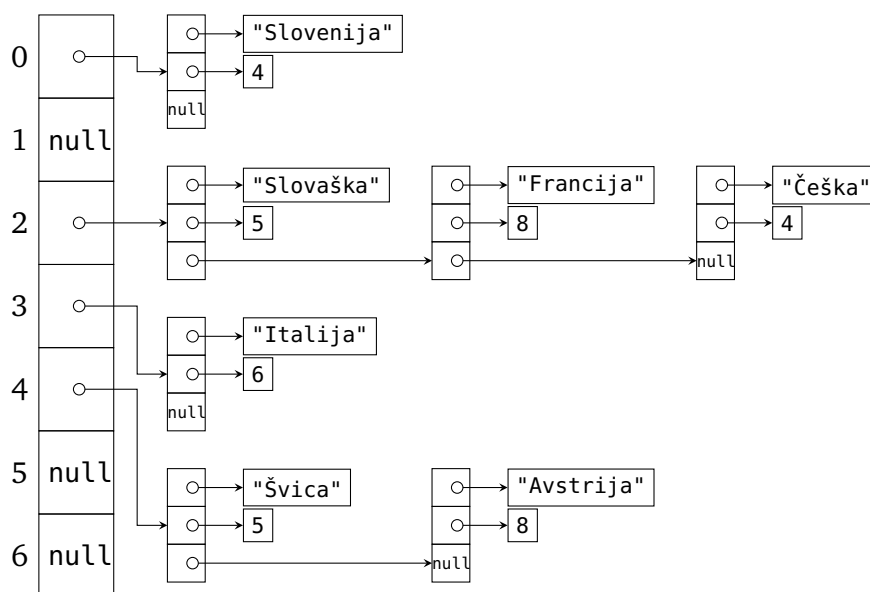 "Slovenija"
0
4
null
1 null
"Slovaška" "Francija" "Češka"
2
5 8 4
null
3
"Italija"
6
4
null
5 null
"Švica" "Avstrija"
5 8
6 null
null